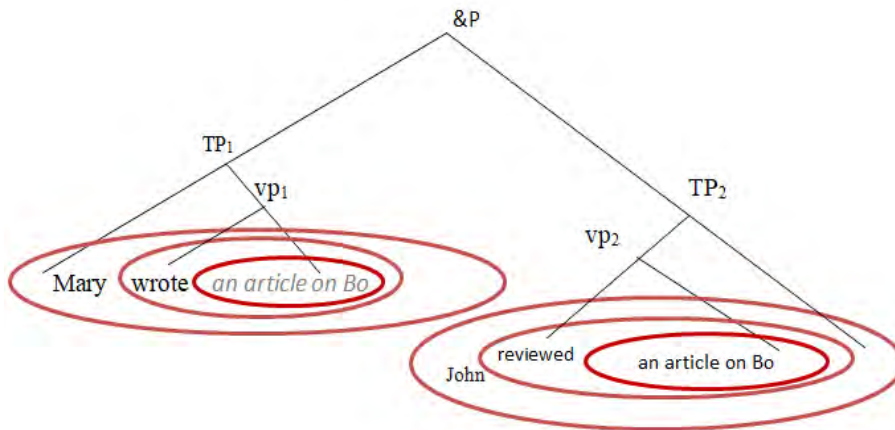 &P
TP₁
vp₁
TP₂
vp₂
Mary wrote an article on Bo
reviewed an article on Bo
John